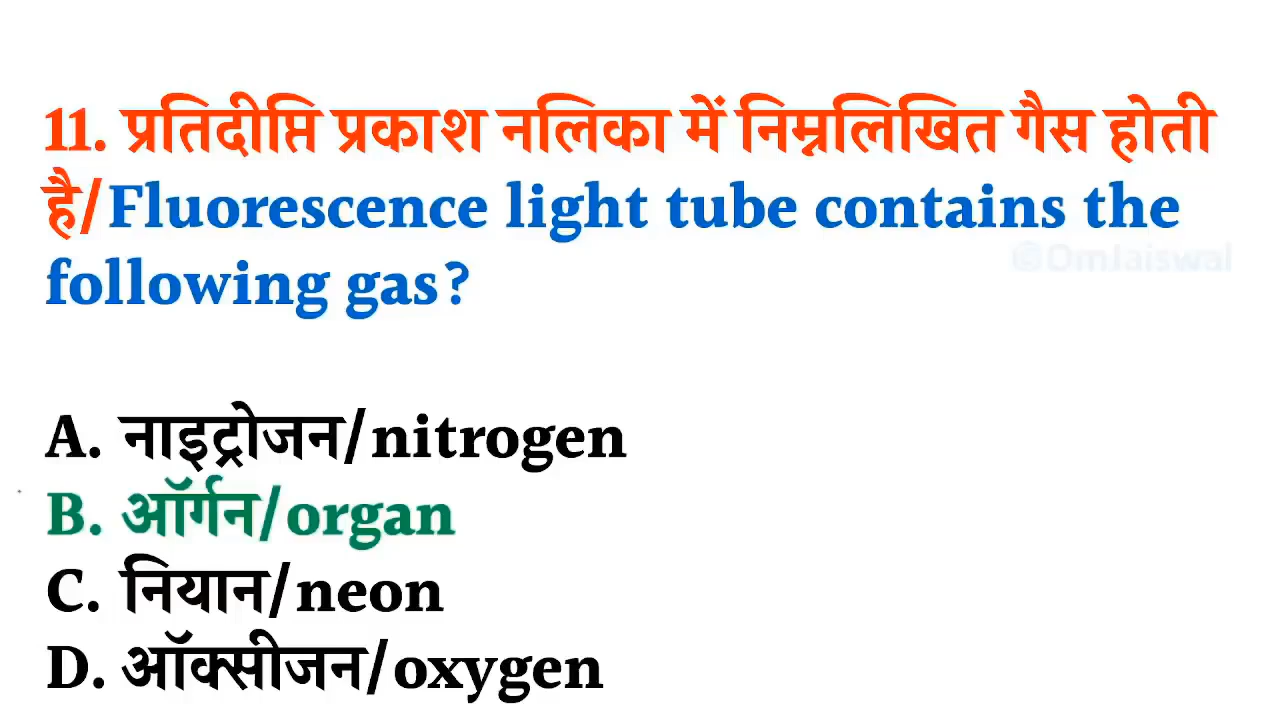 11. प्रतिदीप्ति प्रकाश नलिका में निम्नलिखित गैस होती
है/Fluorescence light tube contains the
@OmJaiswal
following gas?
A. नाइट्रोजन/nitrogen
B. ऑर्गन/organ
C. नियान/neon
D. ऑक्सीजन/oxygen